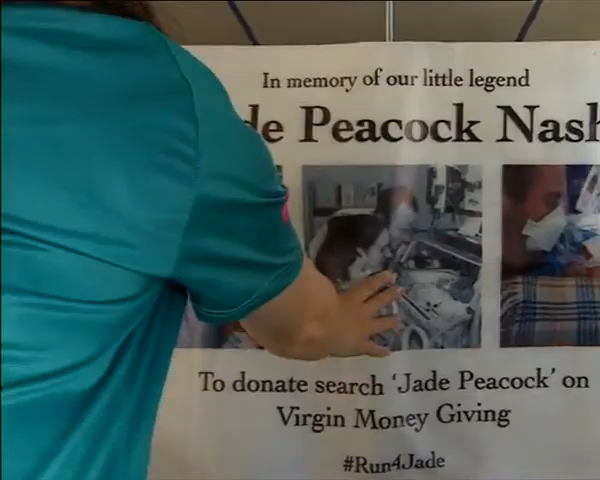 In memory of our little legend
de Peacock Nash
To donate search ‘Jade Peacock’ on
Virgin Money Giving
#Run4Jade